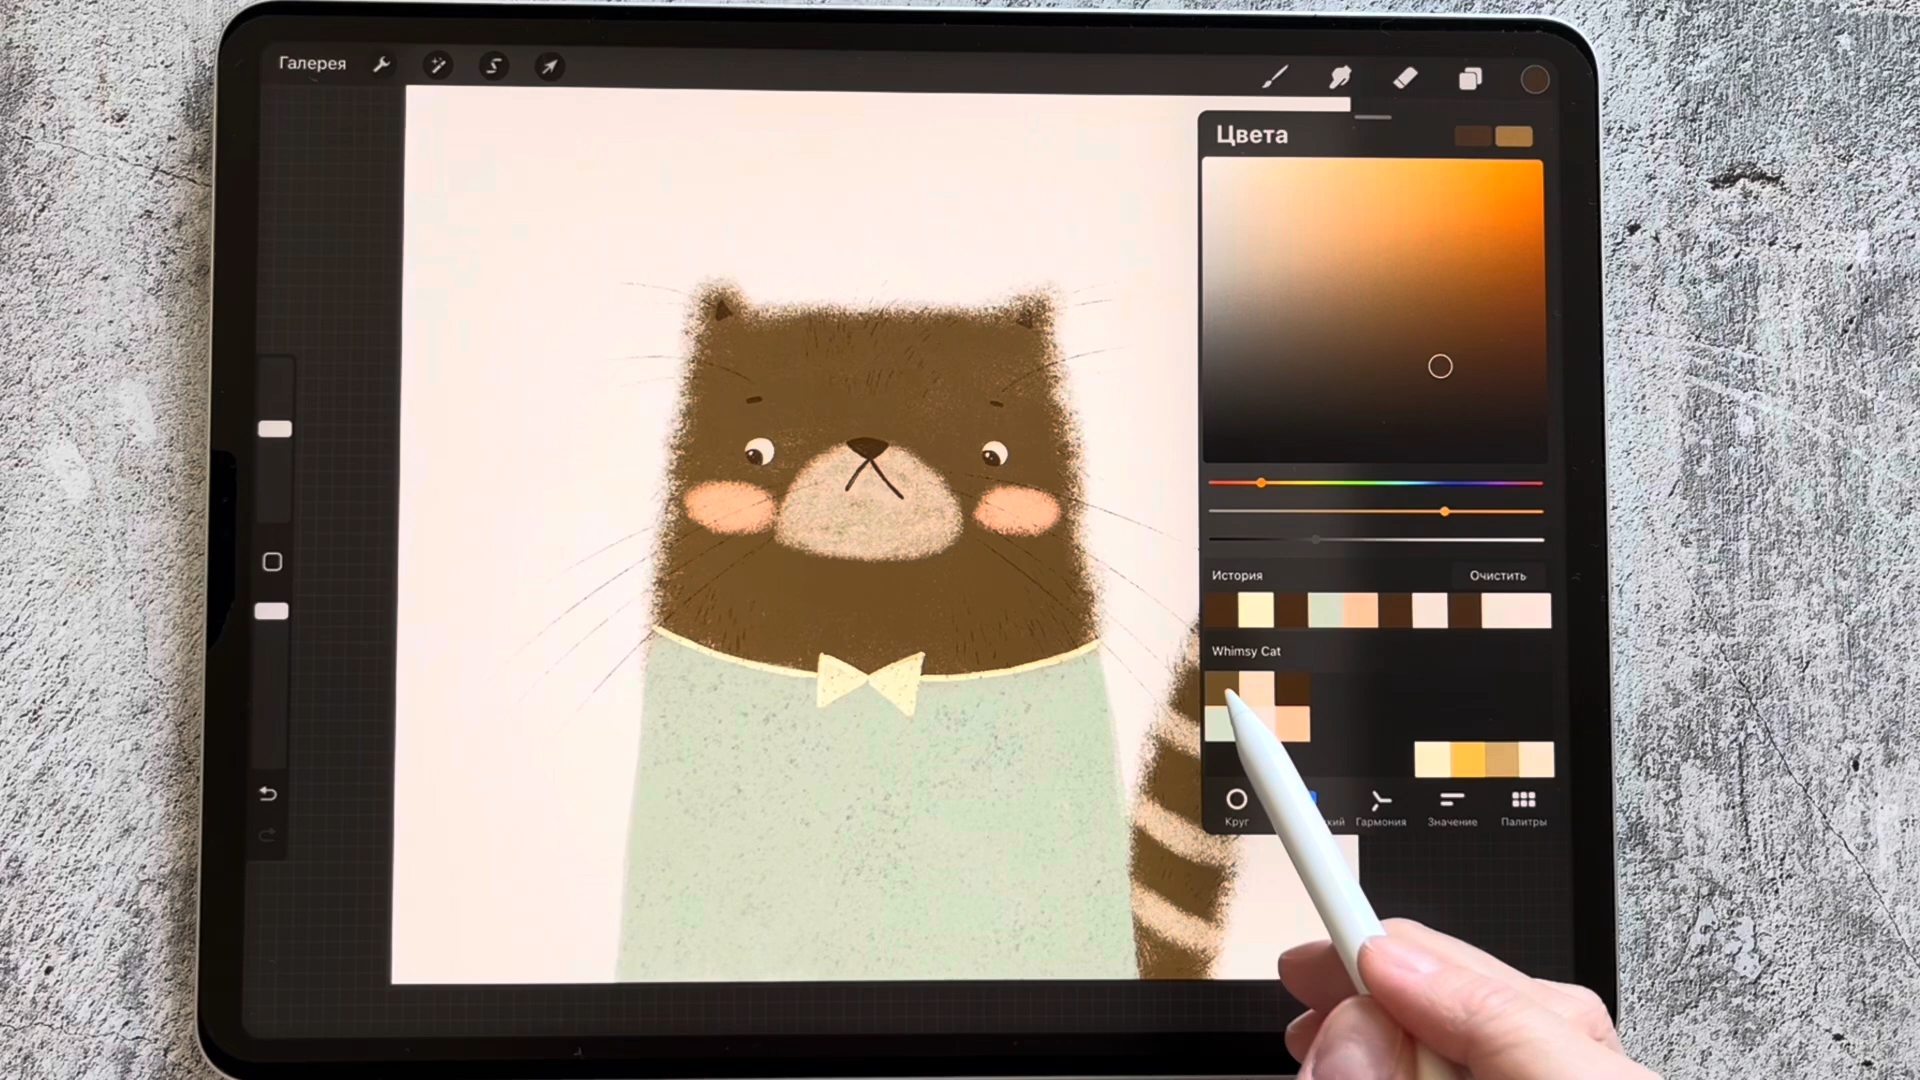 Галерея
Цвета
История
Очистить
Whimsy Cat
Круг
Гармония
Значение
Палитры